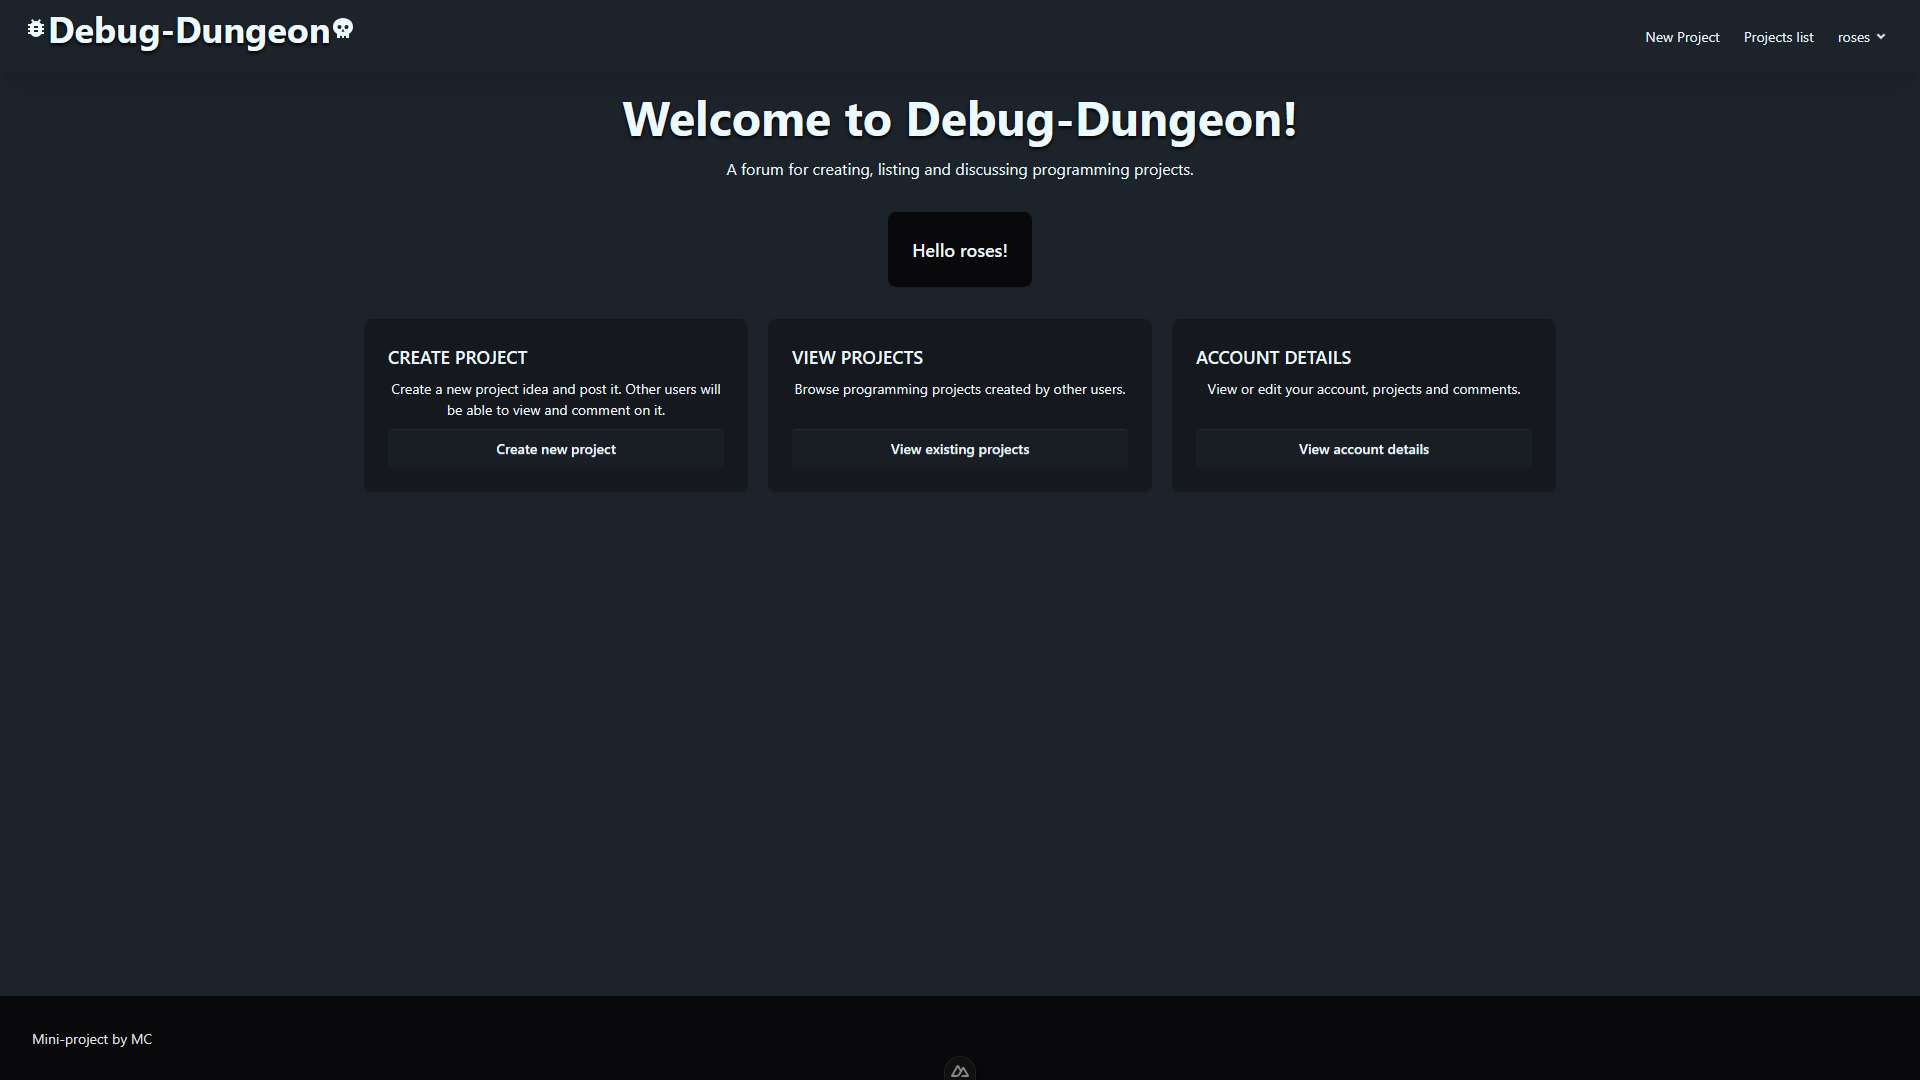 Debug-Dungeon
New Project
Projects list
roses
Welcome to Debug-Dungeon!
A forum for creating, listing and discussing programming projects.
Hello roses!
CREATE PROJECT
Create a new project idea and post it. Other users will
be able to view and comment on it.
Create new project
VIEW PROJECTS
Browse programming projects created by other users.
View existing projects
ACCOUNT DETAILS
View or edit your account, projects and comments.
View account details
Mini-project by MC